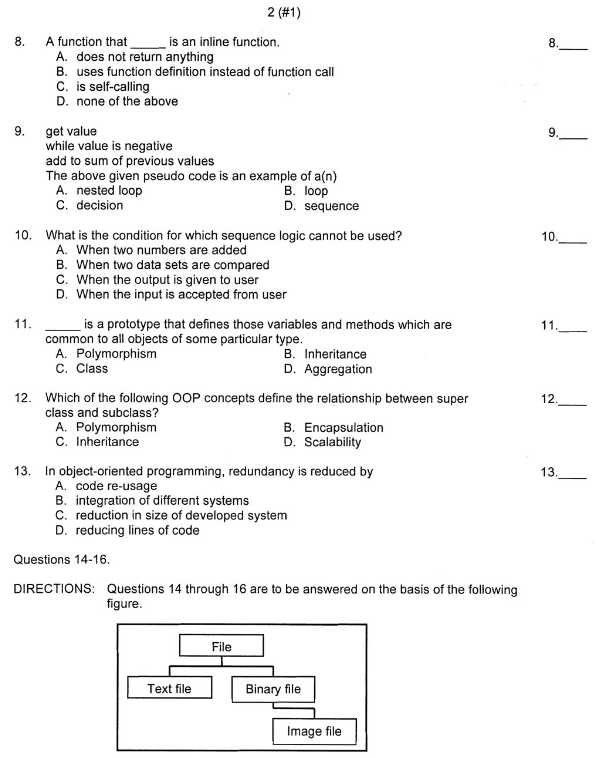 2 (#1)
8. A function that _____ is an inline function. 8.____
A. does not return anything
B. uses function definition instead of function call
C. is self-calling
D. none of the above
9. get value 9.____
while value is negative
add to sum of previous values
The above given pseudo code is an example of a(n)
A. nested loop B. loop
C. decision D. sequence
10. What is the condition for which sequence logic cannot be used? 10.____
A. When two numbers are added
B. When two data sets are compared
C. When the output is given to user
D. When the input is accepted from user
11. _____ is a prototype that defines those variables and methods which are 11.____
common to all objects of some particular type.
A. Polymorphism B. Inheritance
C. Class D. Aggregation
12. Which of the following OOP concepts define the relationship between super 12.____
class and subclass?
A. Polymorphism B. Encapsulation
C. Inheritance D. Scalability
13. In object-oriented programming, redundancy is reduced by 13.____
A. code re-usage
B. integration of different systems
C. reduction in size of developed system
D. reducing lines of code
Questions 14-16.
DIRECTIONS: Questions 14 through 16 are to be answered on the basis of the following
figure.
File
Text file Binary file
Image file